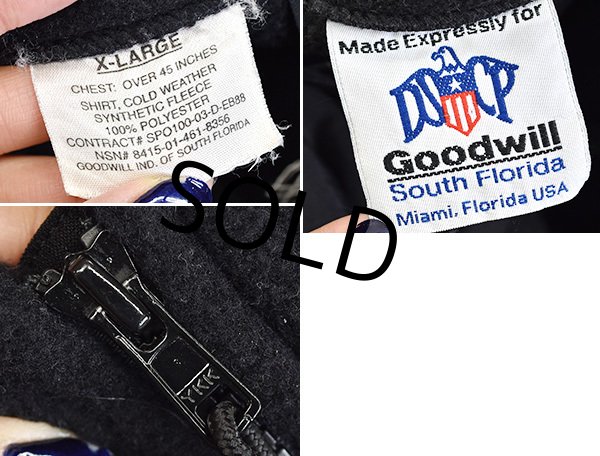 X-LARGE
CHEST: OVER 45 INCHES
SHIRT, COLD WEATHER
SYNTHETIC FLEECE
100% POLYESTER
CONTRACT# SPO100-03-D-EB38
NSN# 8415-01-461-8356
GOODWILL IND. OF SOUTH FLORIDA
Made Expressly for
DSCP
Goodwill
South Florida
Miami, Florida USA
SOLD
YKK